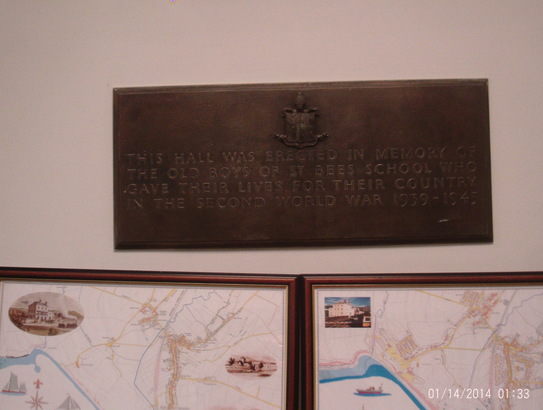 THIS HALL WAS ERECTED IN MEMORY OF
THE OLD BOYS OF ST BEES SCHOOL WHO
GAVE THEIR LIVES FOR THEIR COUNTRY
IN THE SECOND WORLD WAR 1939-1945
01/14/2014 01:33